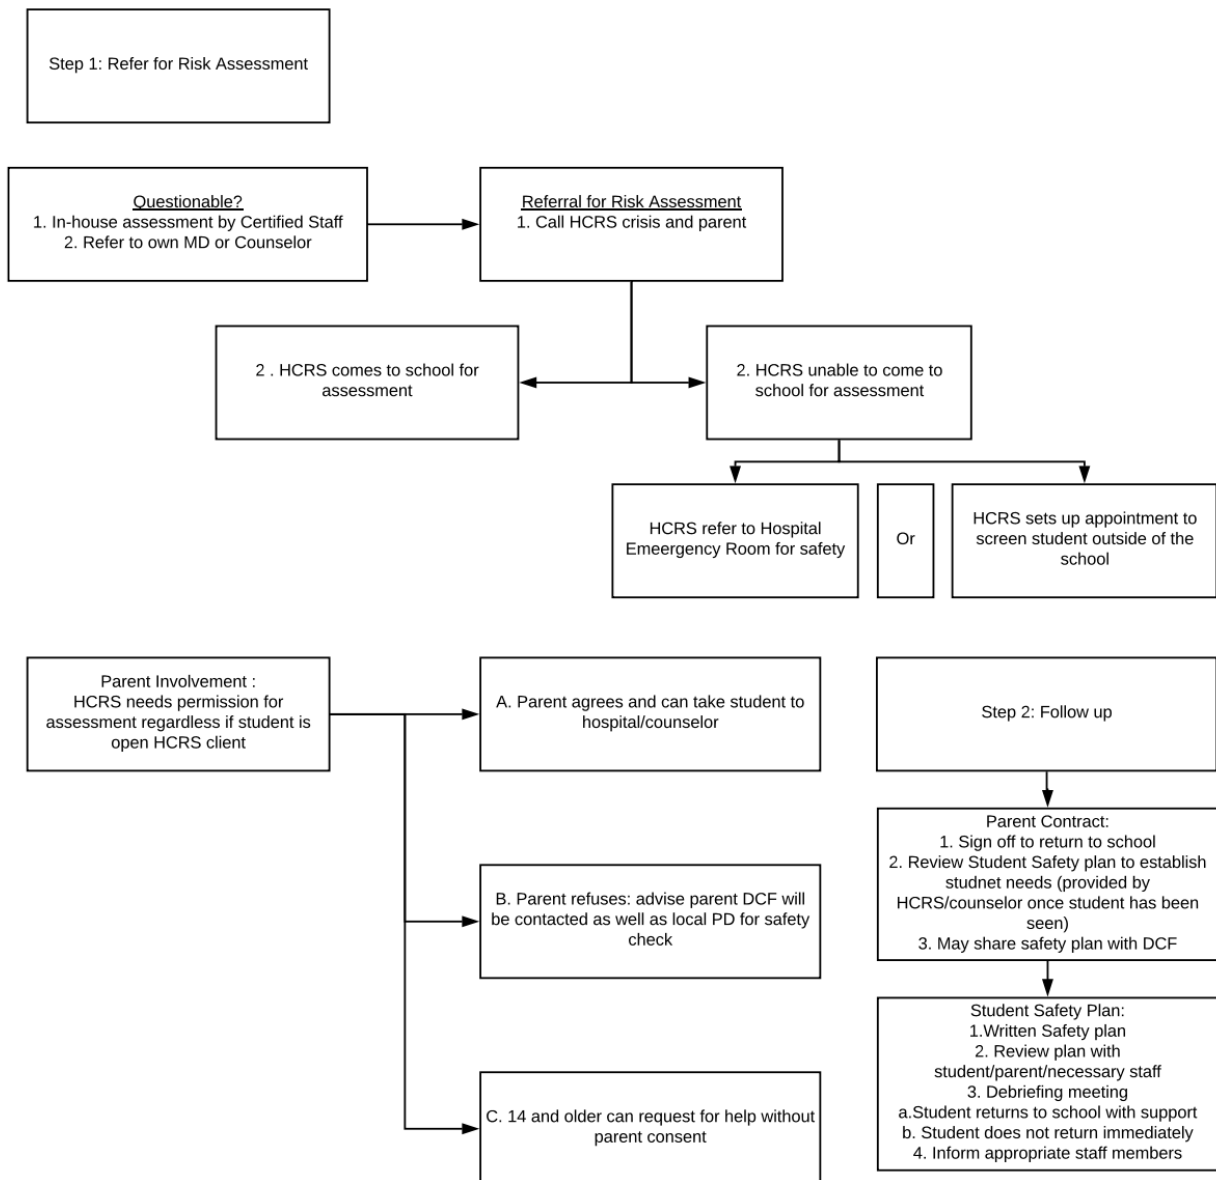 Step 1: Refer for Risk Assessment
Questionable?
1. In-house assessment by Certified Staff
2. Refer to own MD or Counselor
Referral for Risk Assessment
1. Call HCRS crisis and parent
2 . HCRS comes to school for
assessment
2. HCRS unable to come to
school for assessment
HCRS refer to Hospital
Emeergency Room for safety
Or
HCRS sets up appointment to
screen student outside of the
school
Parent Involvement :
HCRS needs permission for
assessment regardless if student is
open HCRS client
A. Parent agrees and can take student to
hospital/counselor
B. Parent refuses: advise parent DCF will
be contacted as well as local PD for safety
check
C. 14 and older can request for help without
parent consent
Step 2: Follow up
Parent Contract:
1. Sign off to return to school
2. Review Student Safety plan to establish
studnet needs (provided by
HCRS/counselor once student has been
seen)
3. May share safety plan with DCF
Student Safety Plan:
1.Written Safety plan
2. Review plan with
student/parent/necessary staff
3. Debriefing meeting
a.Student returns to school with support
b. Student does not return immediately
4. Inform appropriate staff members